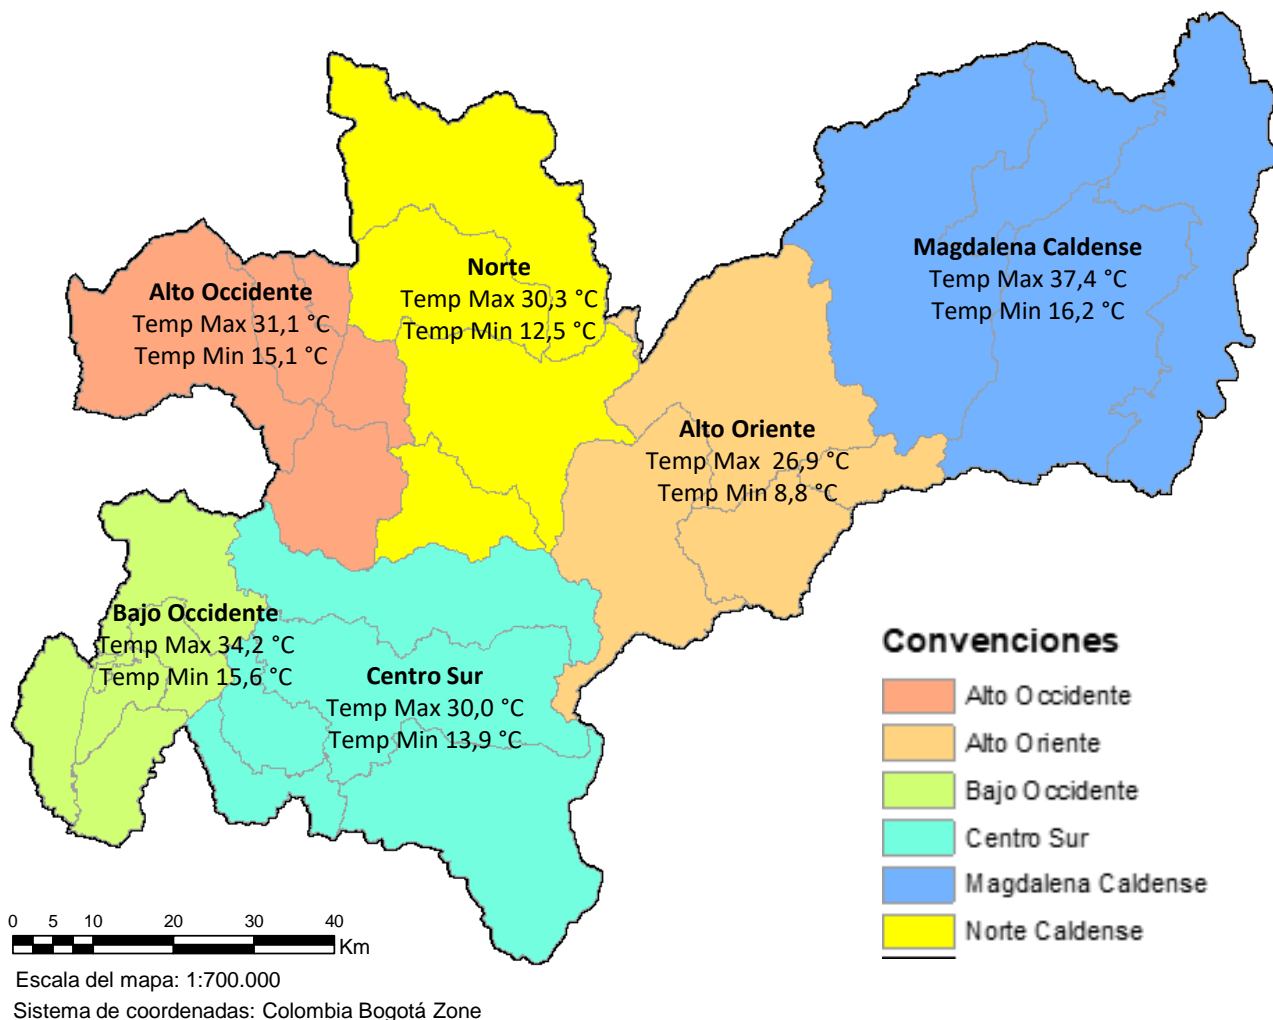 Magdalena Caldense
Temp Max 37,4 °C
Temp Min 16,2 °C
Norte
Temp Max 30,3 °C
Temp Min 12,5 °C
Alto Occidente
Temp Max 31,1 °C
Temp Min 15,1 °C
Alto Oriente
Temp Max 26,9 °C
Temp Min 8,8 °C
Bajo Occidente
Temp Max 34,2 °C
Temp Min 15,6 °C
Centro Sur
Temp Max 30,0 °C
Temp Min 13,9 °C
Convenciones
Alto Occidente
Alto Oriente
Bajo Occidente
Centro Sur
Magdalena Caldense
Norte Caldense
0 5 10 20 30 40
Km
Escala del mapa: 1:700.000
Sistema de coordenadas: Colombia Bogotá Zone